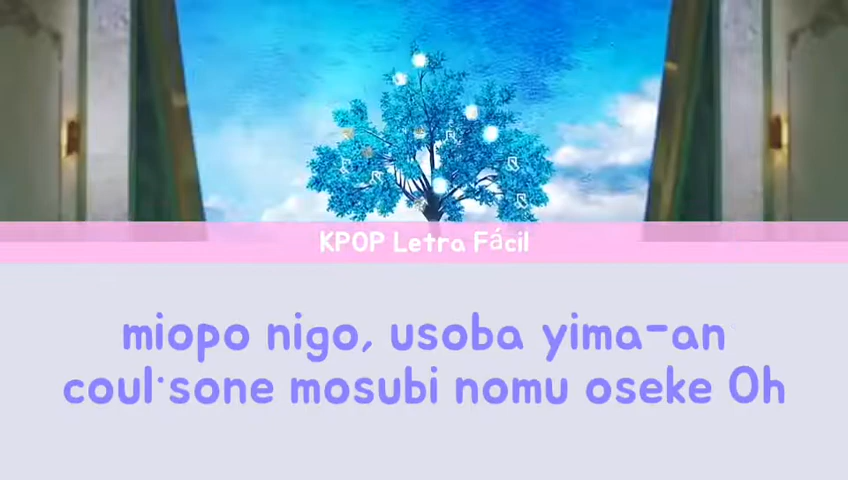 KPOP Letra Fácil
miopo nigo, usoba yima-an
coul·sone mosubi nomu oseke Oh